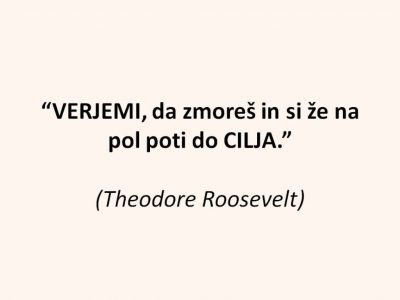 “VERJEMI, da zmoreš in si že na
pol poti do CILJA.”
(Theodore Roosevelt)